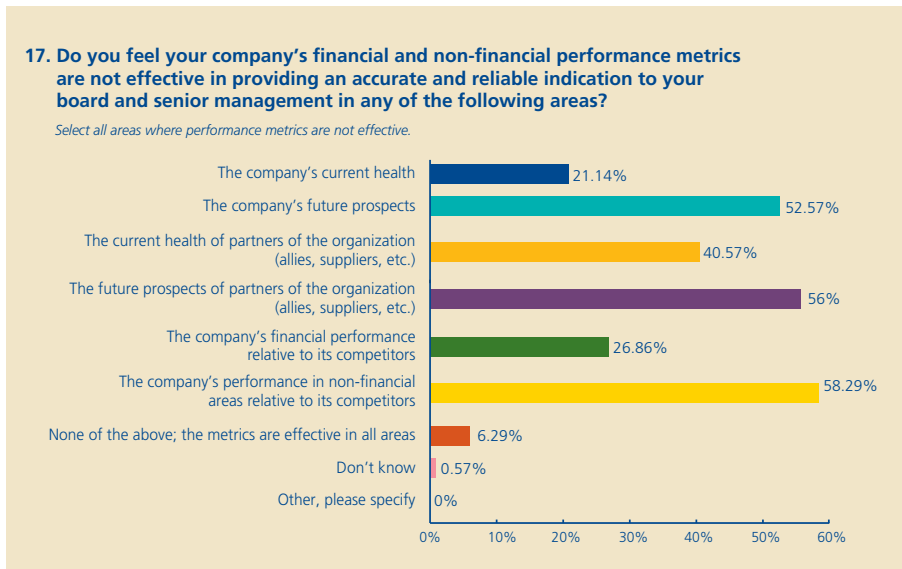 17. Do you feel your company’s financial and non-financial performance metrics
are not effective in providing an accurate and reliable indication to your
board and senior management in any of the following areas?
Select all areas where performance metrics are not effective.
The company’s current health 21.14%
The company’s future prospects 52.57%
The current health of partners of the organization
(allies, suppliers, etc.) 40.57%
The future prospects of partners of the organization
(allies, suppliers, etc.) 56%
The company’s financial performance
relative to its competitors 26.86%
The company’s performance in non-financial
areas relative to its competitors 58.29%
None of the above; the metrics are effective in all areas 6.29%
Don’t know 0.57%
Other, please specify 0%
0% 10% 20% 30% 40% 50% 60%